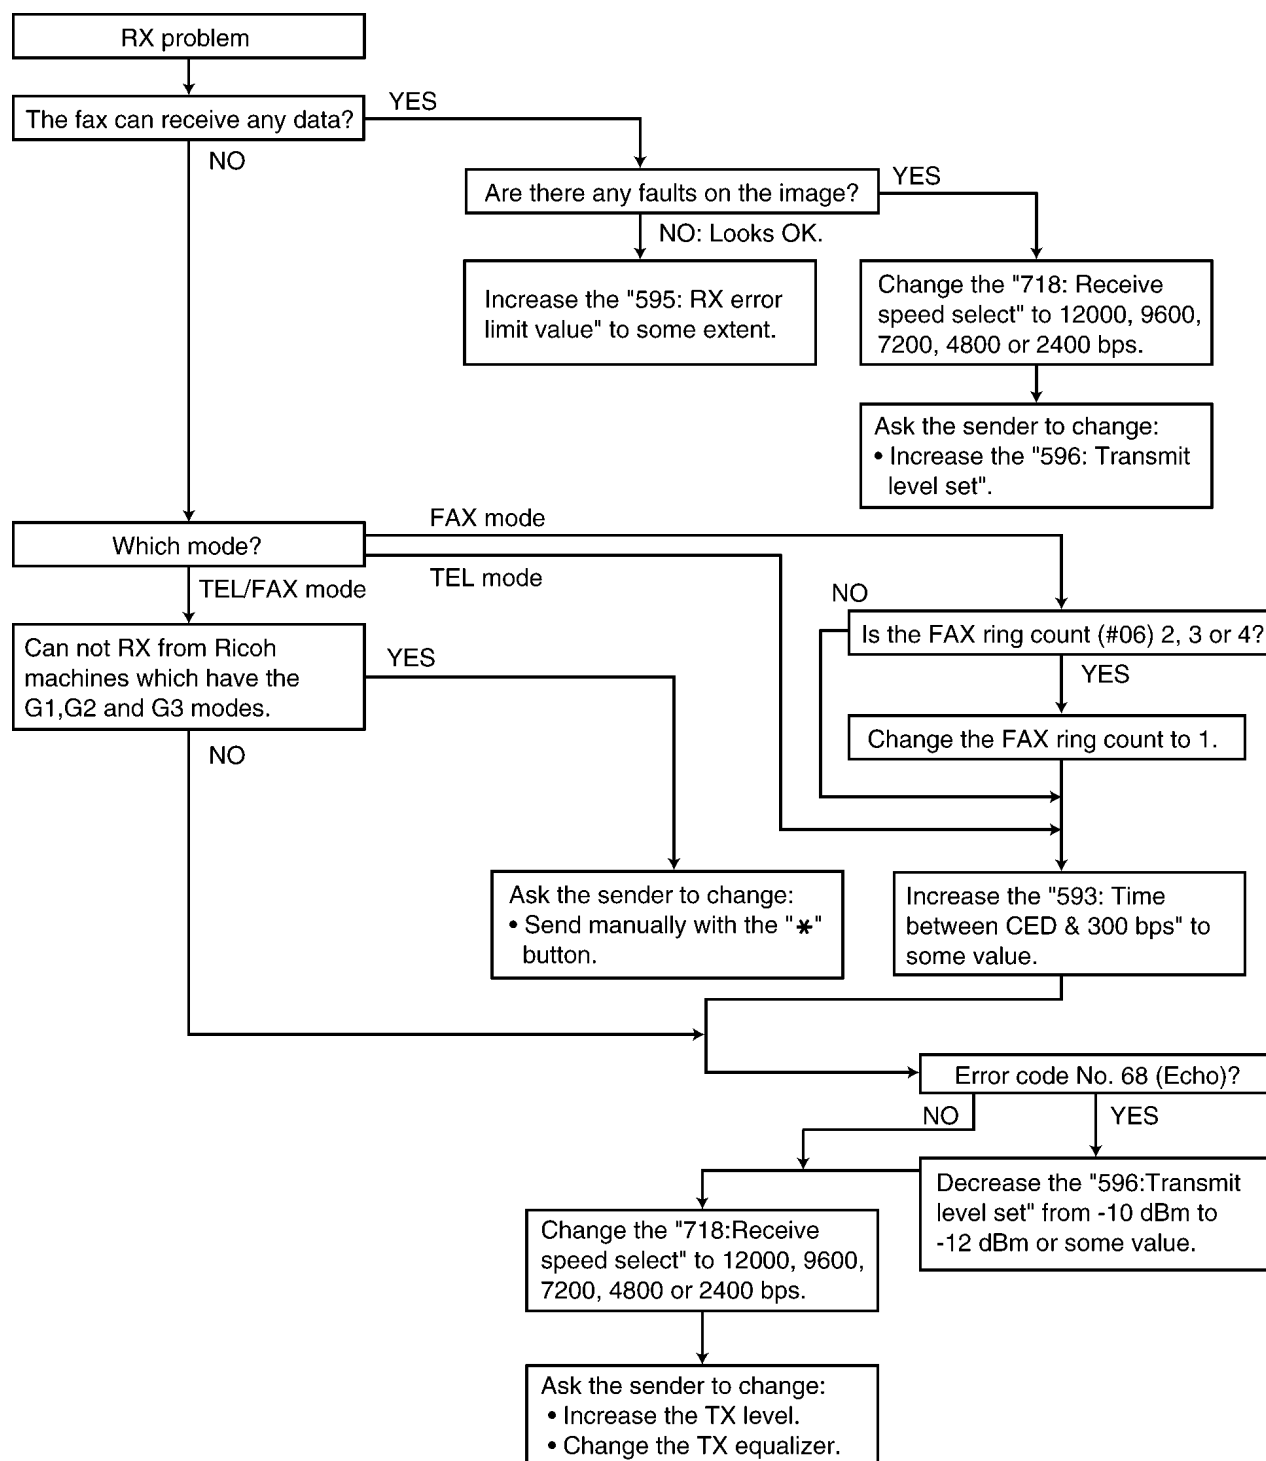 RX problem
The fax can receive any data?
YES
NO
Are there any faults on the image?
YES
NO: Looks OK.
Increase the "595: RX error
limit value" to some extent.
Change the "718: Receive
speed select" to 12000, 9600,
7200, 4800 or 2400 bps.
Ask the sender to change:
• Increase the "596: Transmit
level set".
Which mode?
FAX mode
TEL mode
TEL/FAX mode
NO
Is the FAX ring count (#06) 2, 3 or 4?
YES
Change the FAX ring count to 1.
Can not RX from Ricoh
machines which have the
G1,G2 and G3 modes.
YES
NO
Ask the sender to change:
• Send manually with the "*"
button.
Increase the "593: Time
between CED & 300 bps" to
some value.
Error code No. 68 (Echo)?
NO
YES
Decrease the "596:Transmit
level set" from -10 dBm to
-12 dBm or some value.
Change the "718:Receive
speed select" to 12000, 9600,
7200, 4800 or 2400 bps.
Ask the sender to change:
• Increase the TX level.
• Change the TX equalizer.